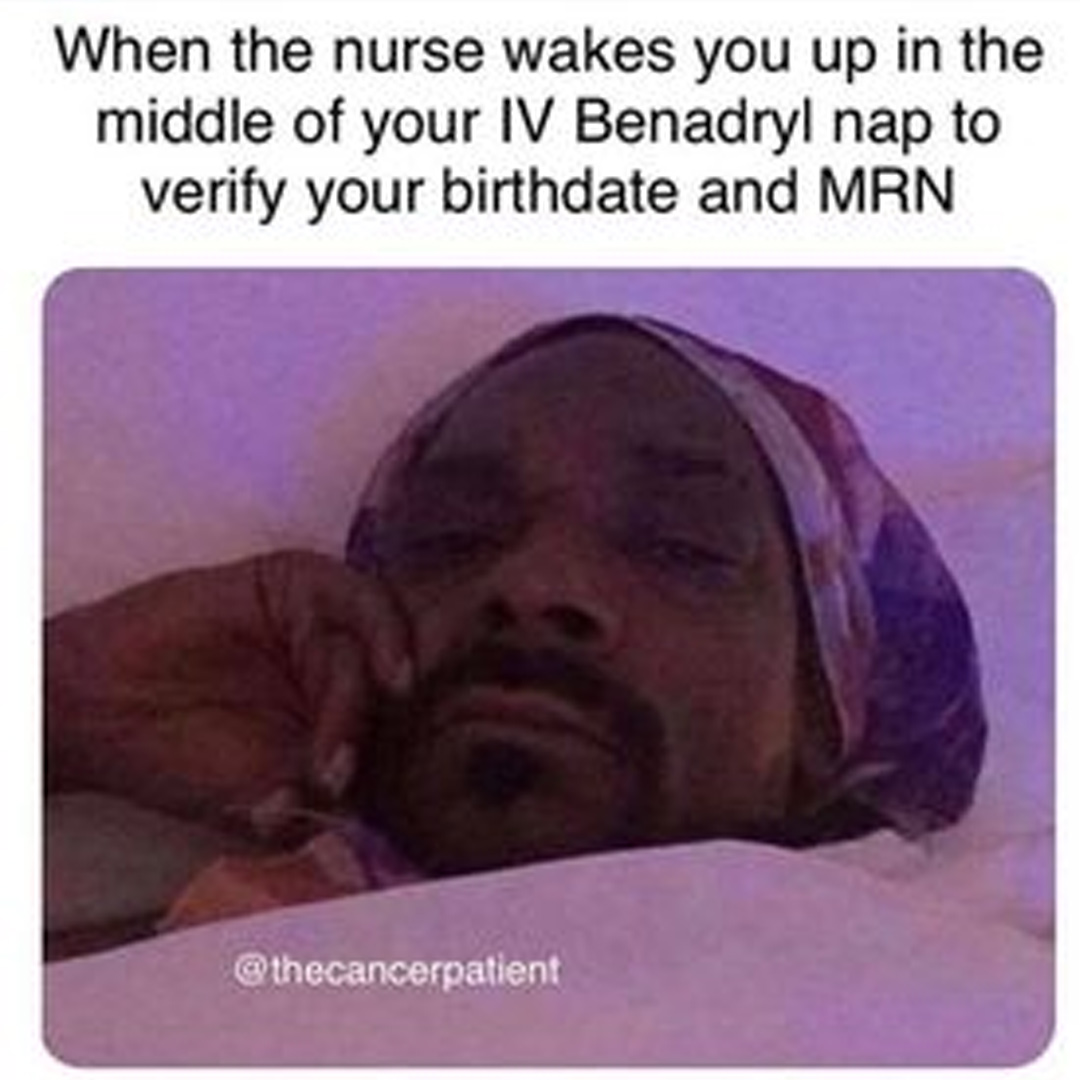 When the nurse wakes you up in the
middle of your IV Benadryl nap to
verify your birthdate and MRN
@thecancerpatient